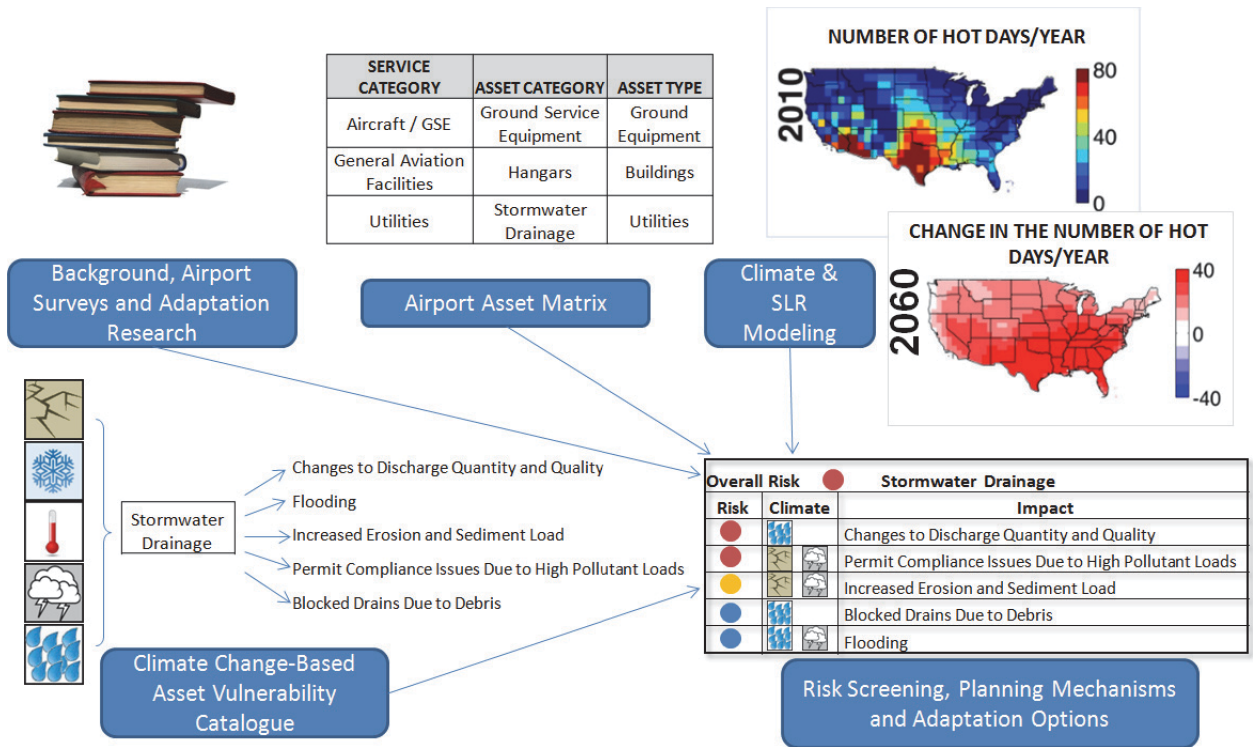 SERVICE CATEGORY ASSET CATEGORY ASSET TYPE
Aircraft / GSE Ground Service Equipment Ground Equipment
General Aviation Facilities Hangars Buildings
Utilities Stormwater Drainage Utilities
NUMBER OF HOT DAYS/YEAR
2010
80
40
0
CHANGE IN THE NUMBER OF HOT
DAYS/YEAR
2060
40
0
-40
Background, Airport
Surveys and Adaptation
Research
Airport Asset Matrix
Climate &
SLR
Modeling
Stormwater
Drainage
Changes to Discharge Quantity and Quality
Flooding
Increased Erosion and Sediment Load
Permit Compliance Issues Due to High Pollutant Loads
Blocked Drains Due to Debris
Climate Change-Based
Asset Vulnerability
Catalogue
Overall Risk Stormwater Drainage
Risk Climate Impact
Changes to Discharge Quantity and Quality
Permit Compliance Issues Due to High Pollutant Loads
Increased Erosion and Sediment Load
Blocked Drains Due to Debris
Flooding
Risk Screening, Planning Mechanisms
and Adaptation Options